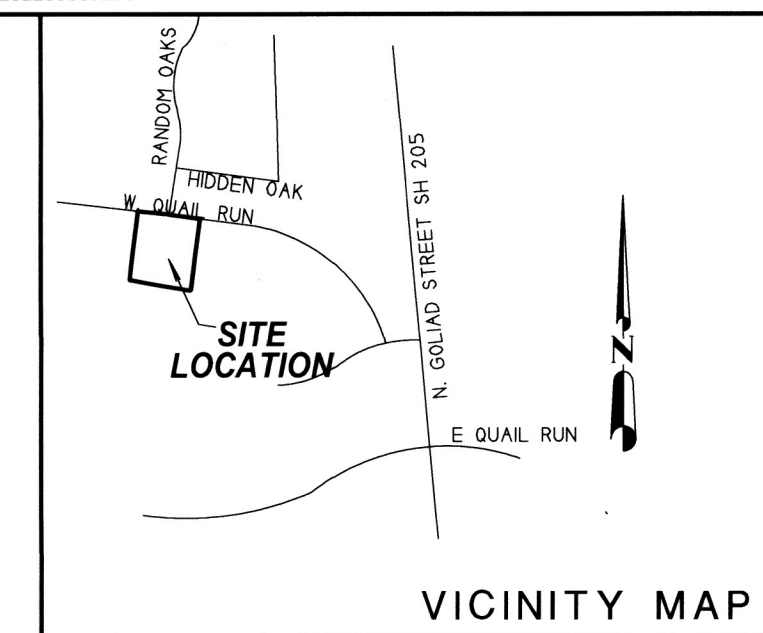 RANDOM OAKS
HIDDEN OAK
W. QUAIL RUN
N. GOLIAD STREET SH 205
SITE
LOCATION
N
E QUAIL RUN
VICINITY MAP